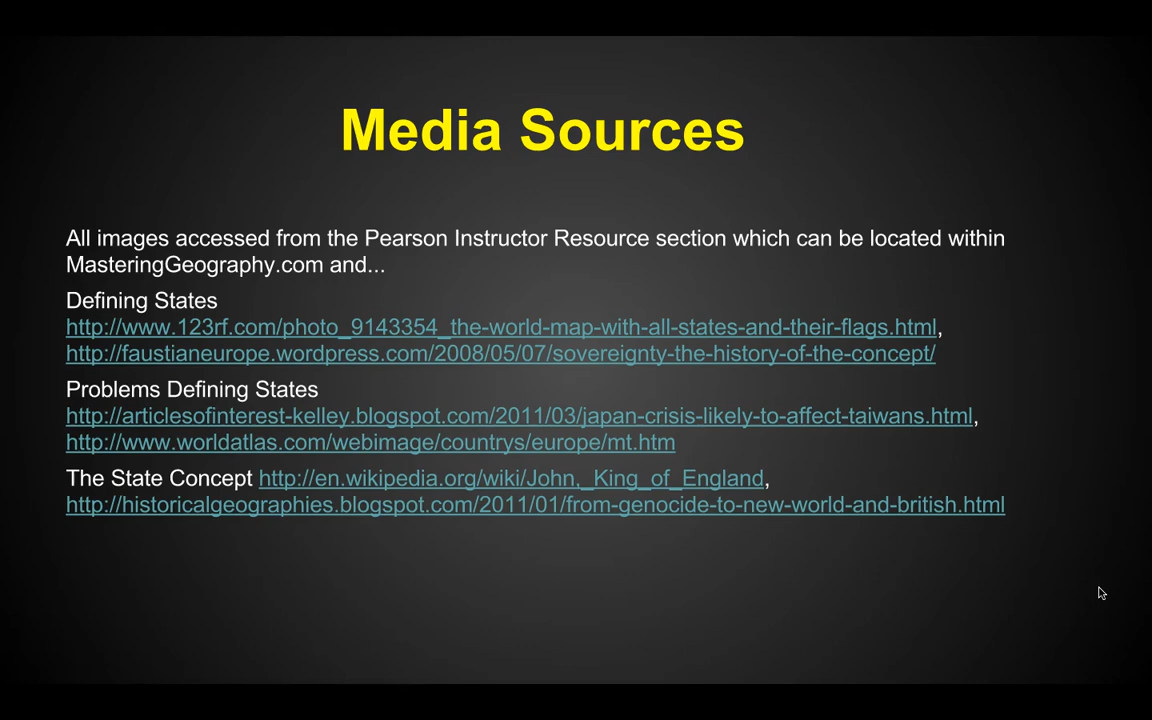 Media Sources
All images accessed from the Pearson Instructor Resource section which can be located within
MasteringGeography.com and...
Defining States
http://www.123rf.com/photo_9143354_the-world-map-with-all-states-and-their-flags.html,
http://faustianeurope.wordpress.com/2008/05/07/sovereignty-the-history-of-the-concept/
Problems Defining States
http://articlesofinterest-kelley.blogspot.com/2011/03/japan-crisis-likely-to-affect-taiwans.html,
http://www.worldatlas.com/webimage/countrys/europe/mt.htm
The State Concept http://en.wikipedia.org/wiki/John,_King_of_England,
http://historicalgeographies.blogspot.com/2011/01/from-genocide-to-new-world-and-british.html